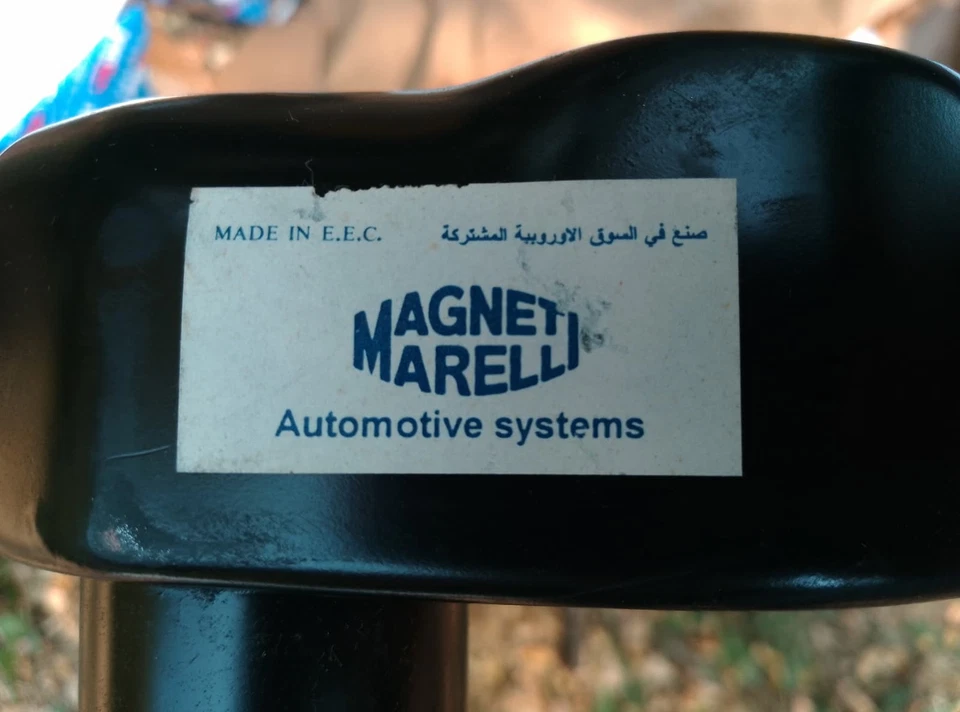 MADE IN E.E.C.
صنع في السوق الاوروبية المشتركة
MAGNETI
MARELLI
Automotive systems